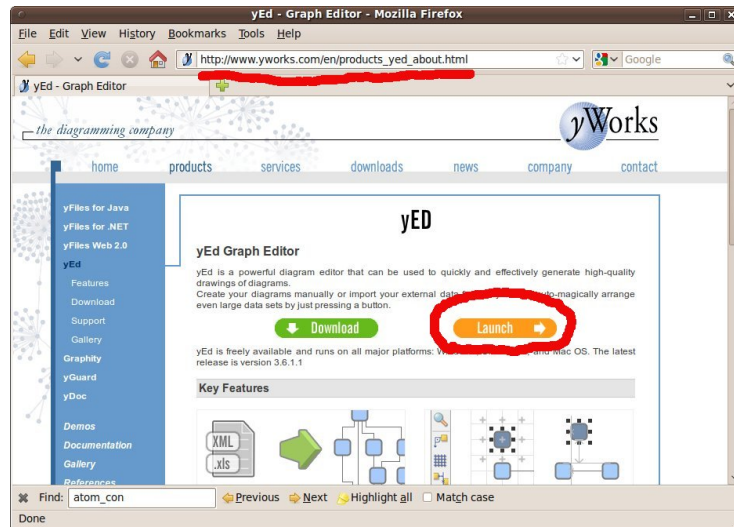 yEd - Graph Editor - Mozilla Firefox
File Edit View History Bookmarks Tools Help
http://www.yworks.com/en/products_yed_about.html
Google
yEd - Graph Editor
the diagramming company
yWorks
home products services downloads news company contact
yFiles for Java
yFiles for .NET
yFiles Web 2.0
yEd
Features
Download
Support
Gallery
Graphity
yGuard
yDoc
Demos
Documentation
Gallery
References
yED
yEd Graph Editor
yEd is a powerful diagram editor that can be used to quickly and effectively generate high-quality
drawings of diagrams.
Create your diagrams manually or import your external data auto-magically arrange
even large data sets by just pressing a button.
Download Launch
yEd is freely available and runs on all major platforms: and Mac OS. The latest
release is version 3.6.1.1
Key Features
XML
.xls
Find: atom_con Previous Next Highlight all Match case
Done